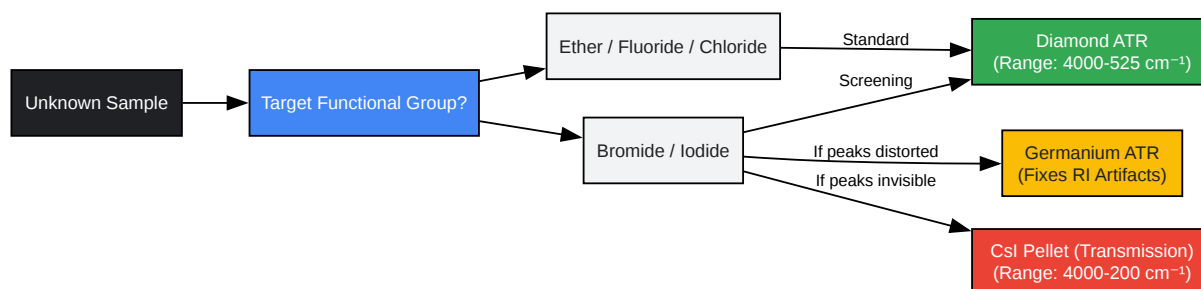 Unknown Sample
Target Functional Group?
Ether / Fluoride / Chloride
Bromide / Iodide
Standard
Screening
If peaks distorted
If peaks invisible
Diamond ATR
(Range: 4000-525 cm⁻¹)
Germanium ATR
(Fixes RI Artifacts)
CsI Pellet (Transmission)
(Range: 4000-200 cm⁻¹)